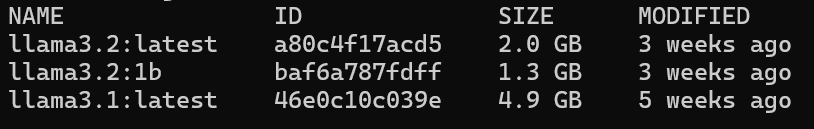 NAME ID SIZE MODIFIED
llama3.2:latest a80c4f17acd5 2.0 GB 3 weeks ago
llama3.2:1b baf6a787fdff 1.3 GB 3 weeks ago
llama3.1:latest 46e0c10c039e 4.9 GB 5 weeks ago